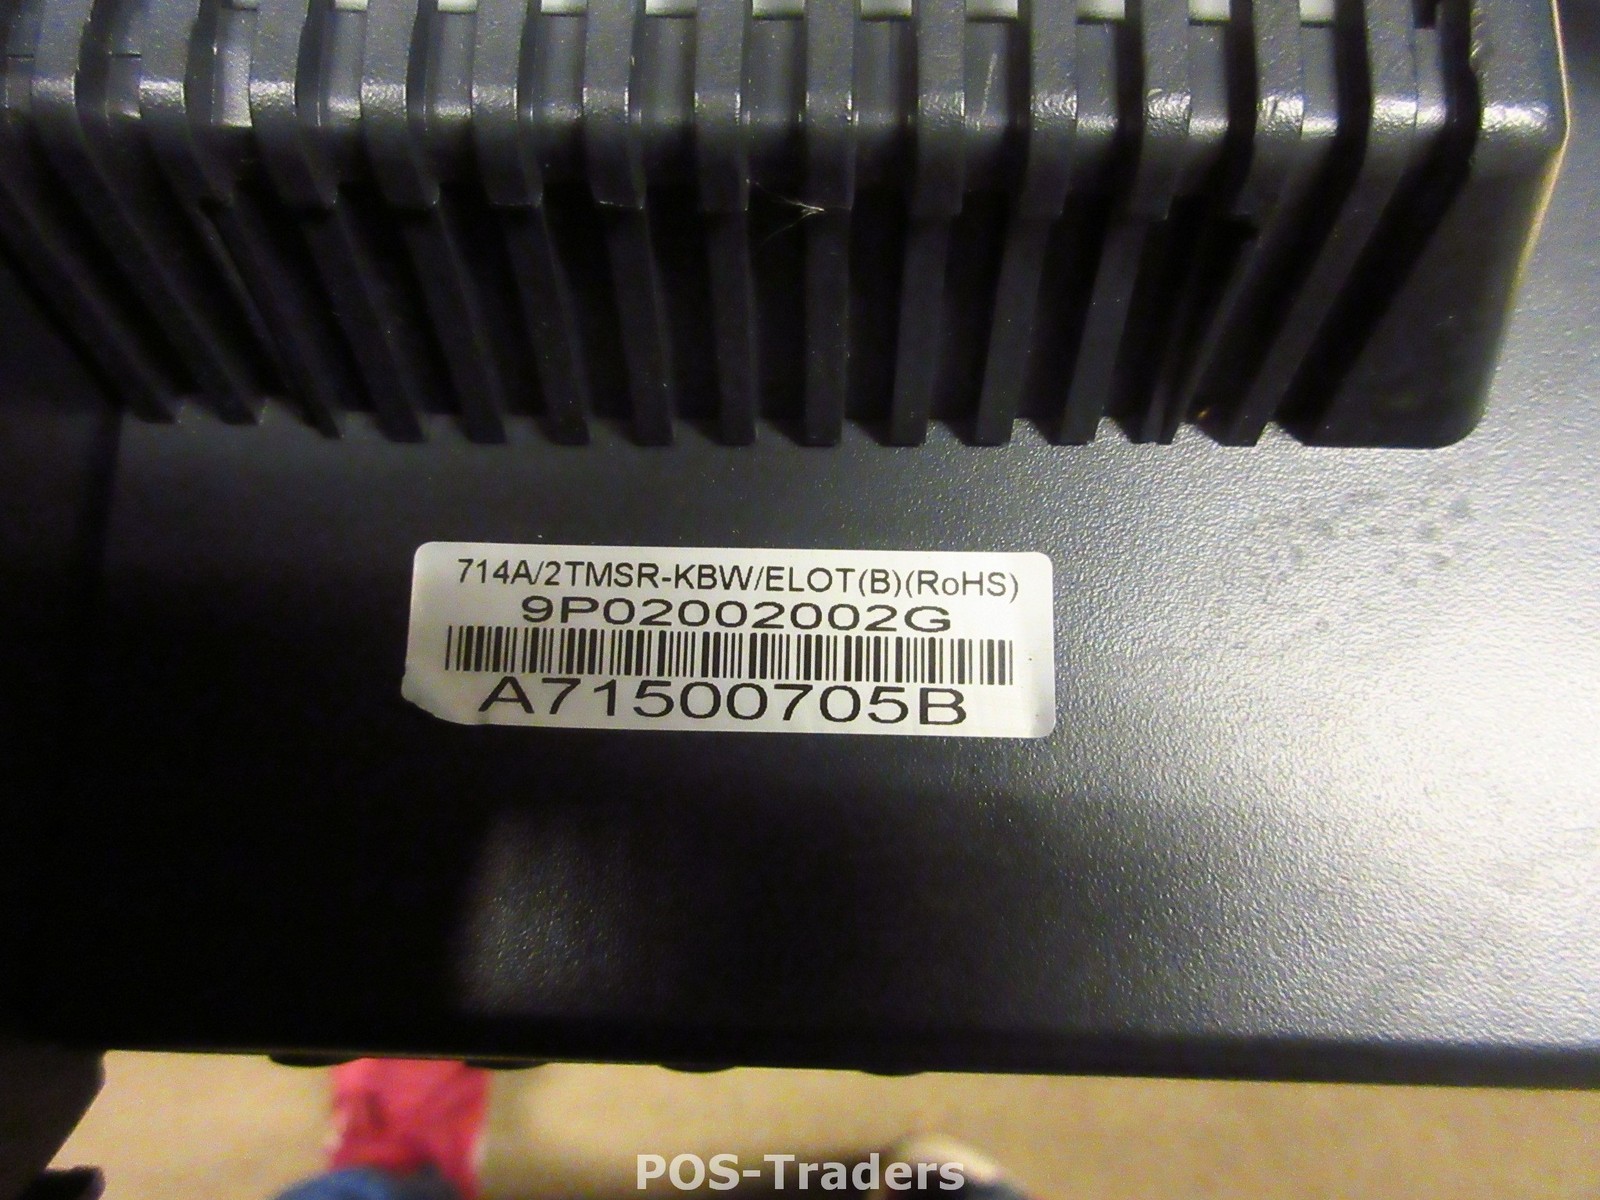 714A/2TMSR-KBW/ELOT(B)(RoHS)
9P02002002G
A71500705B
POS-Traders